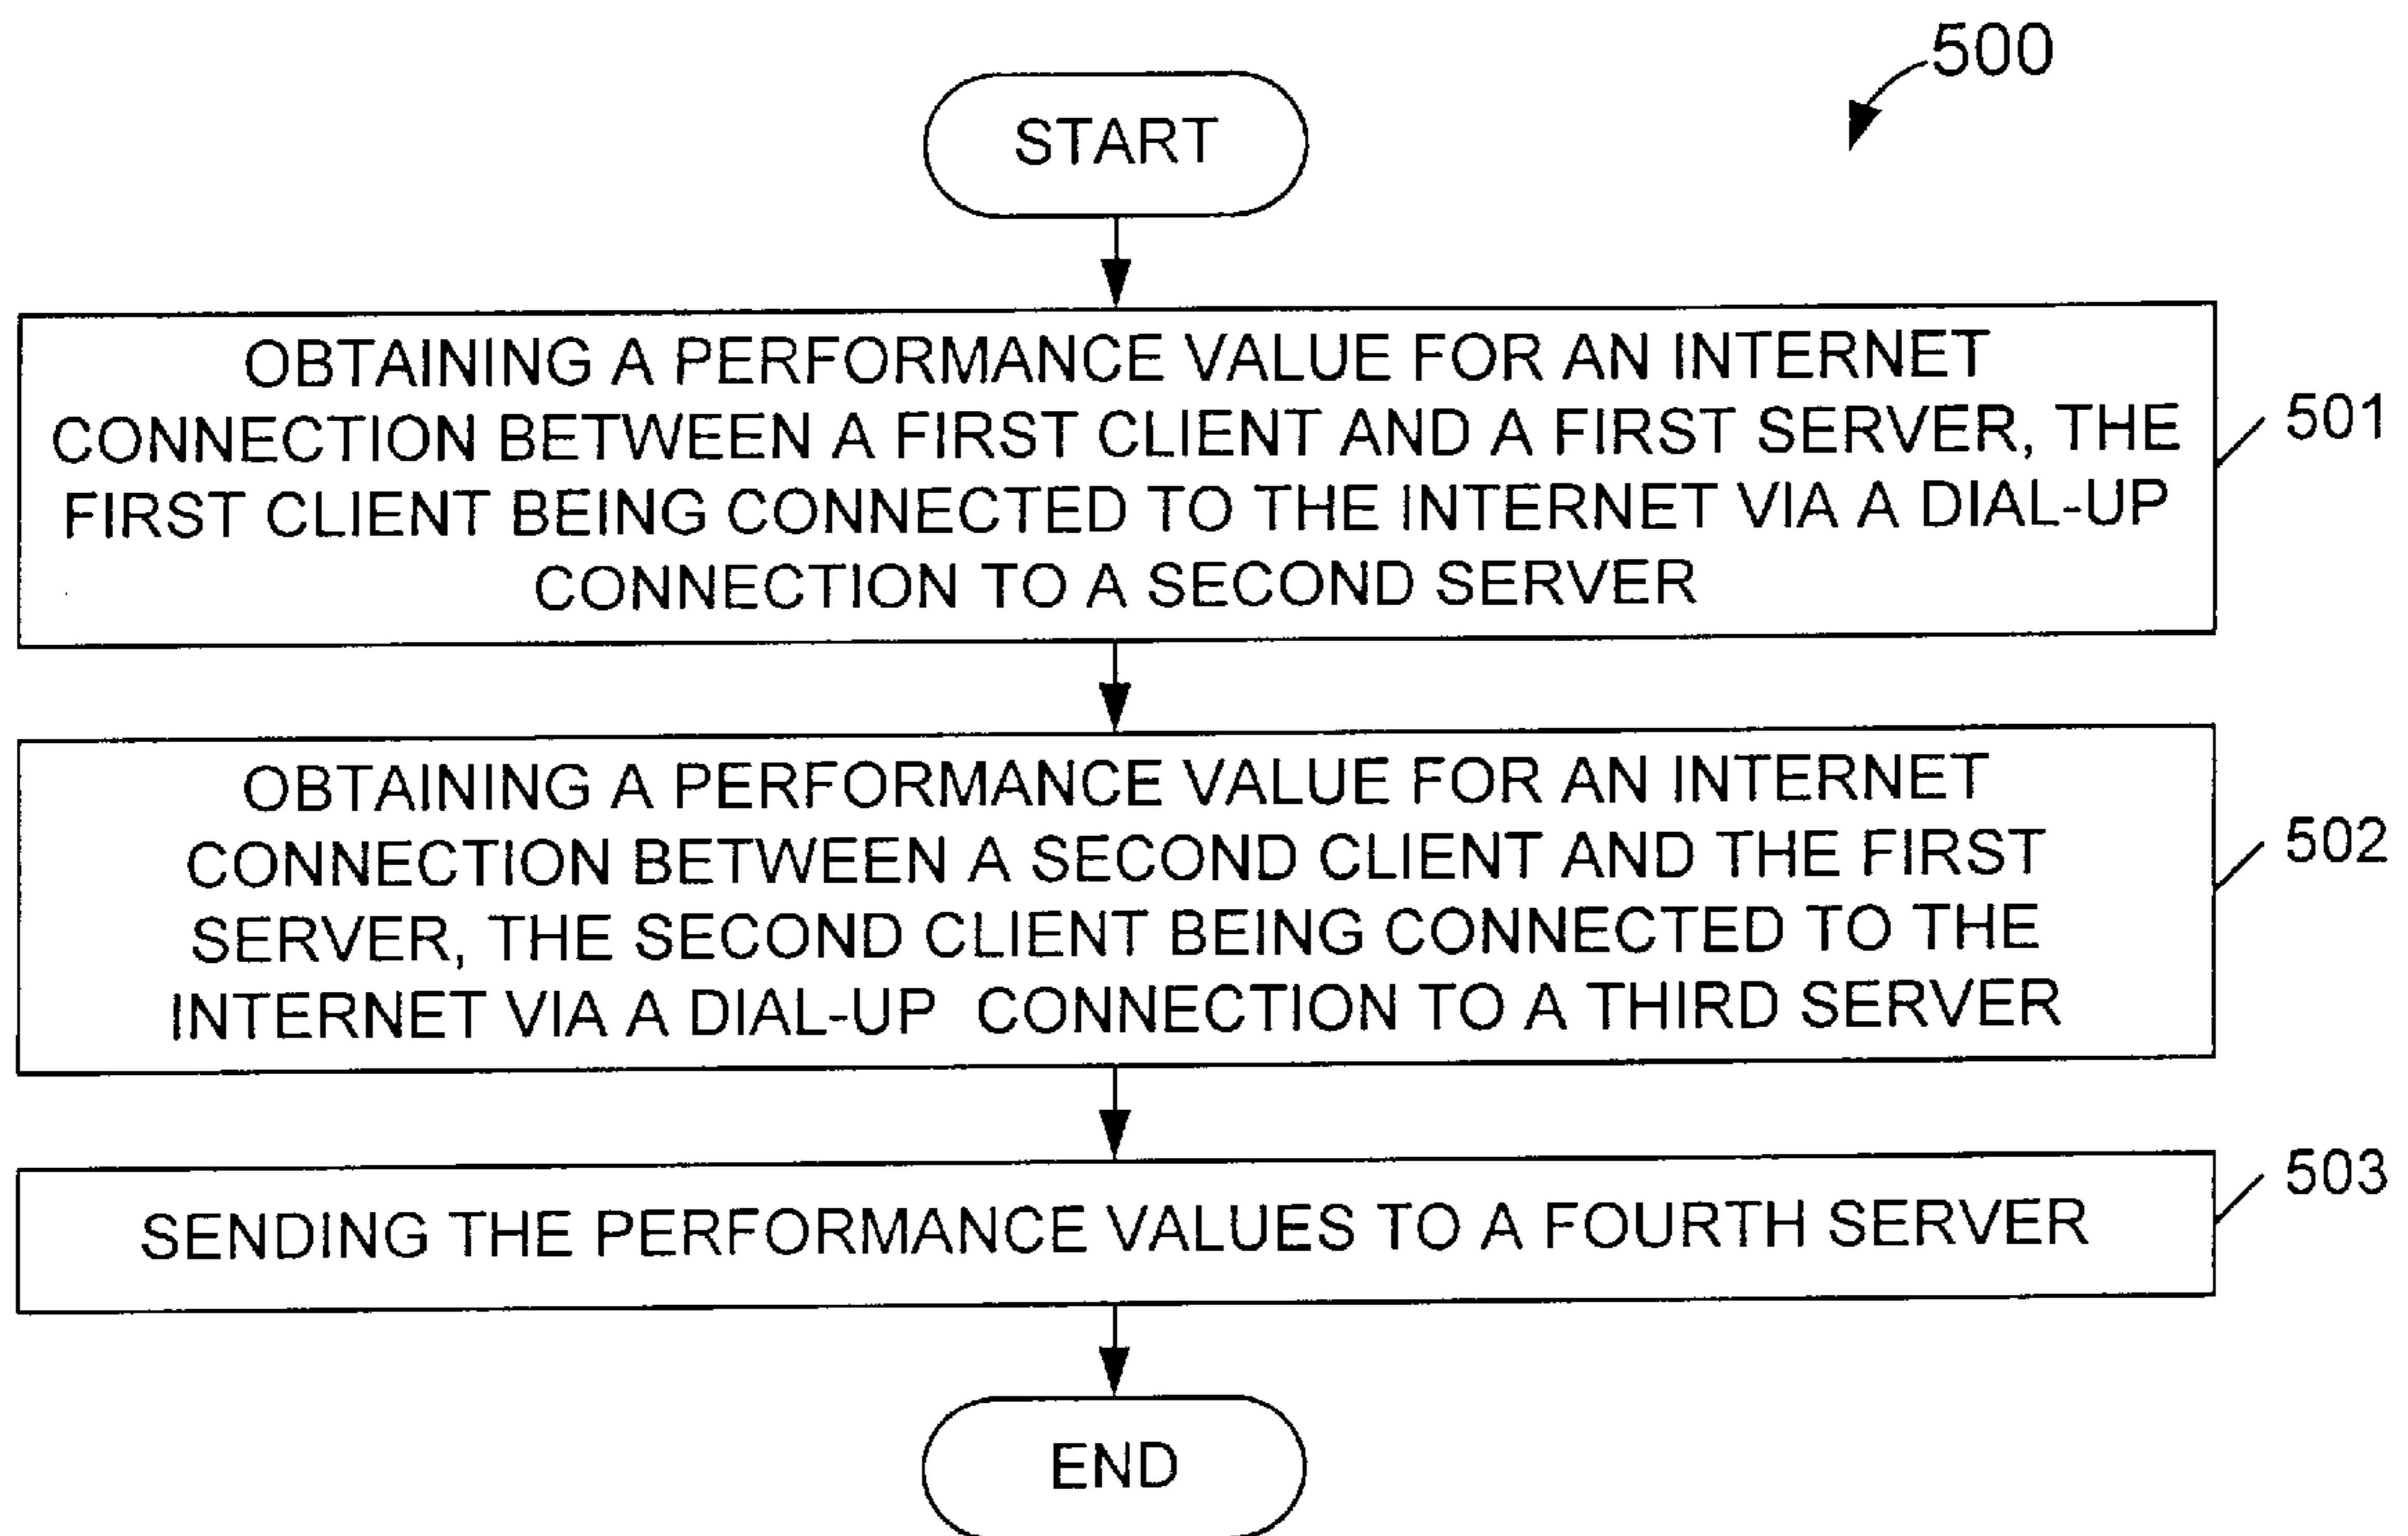 500
START
OBTAINING A PERFORMANCE VALUE FOR AN INTERNET
CONNECTION BETWEEN A FIRST CLIENT AND A FIRST SERVER, THE
FIRST CLIENT BEING CONNECTED TO THE INTERNET VIA A DIAL-UP
CONNECTION TO A SECOND SERVER
501
OBTAINING A PERFORMANCE VALUE FOR AN INTERNET
CONNECTION BETWEEN A SECOND CLIENT AND THE FIRST
SERVER, THE SECOND CLIENT BEING CONNECTED TO THE
INTERNET VIA A DIAL-UP CONNECTION TO A THIRD SERVER
502
SENDING THE PERFORMANCE VALUES TO A FOURTH SERVER
503
END